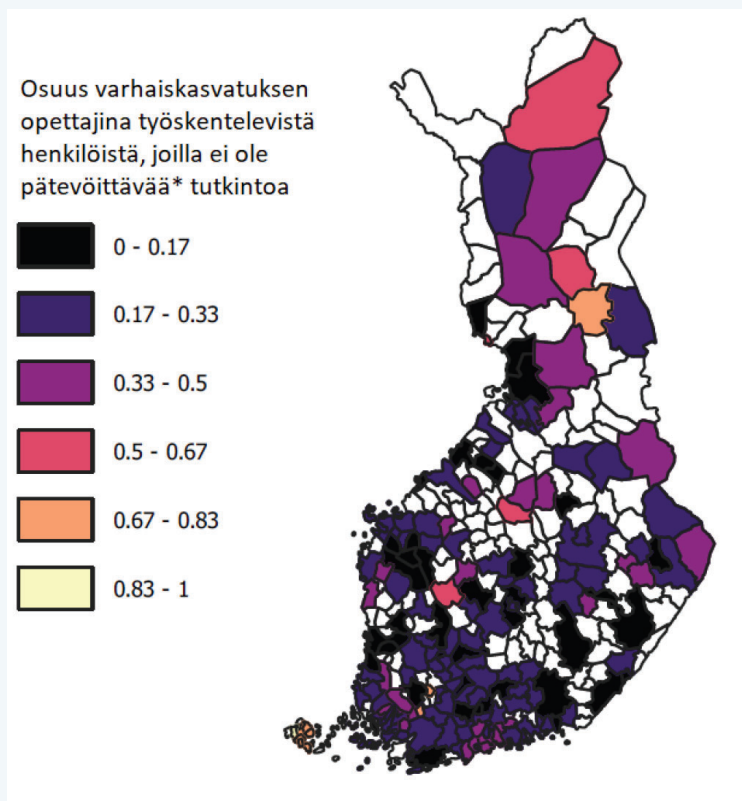 Osuus varhaiskasvatuksen
opettajina työskentelevistä
henkilöistä, joilla ei ole
pätevöittävää* tutkintoa
0 - 0.17
0.17 - 0.33
0.33 - 0.5
0.5 - 0.67
0.67 - 0.83
0.83 - 1